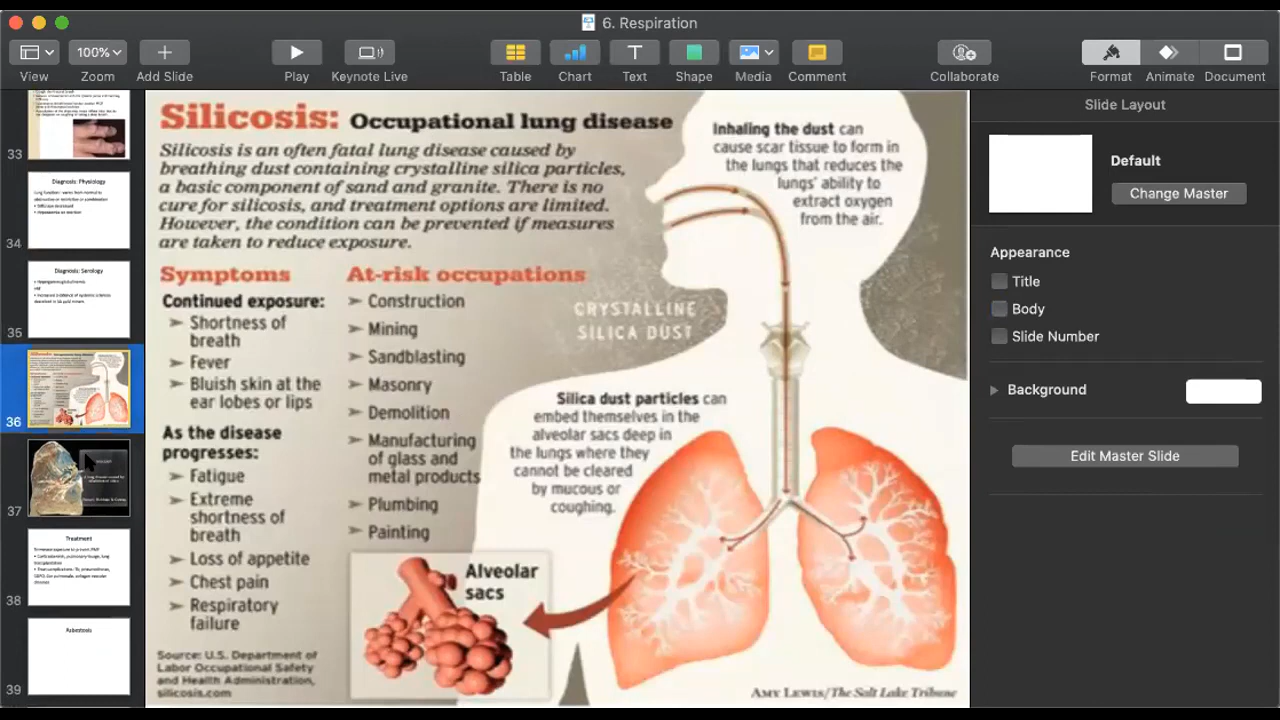 6. Respiration
100%
View
Zoom
Add Slide
Play
Keynote Live
Table
Chart
Text
Shape
Media
Comment
Collaborate
Format
Animate
Document
33
Diagnosis: Physiology
34
Diagnosis: Serology
35
36
37
Treatment
38
Asbestosis
39
Silicosis: Occupational lung disease
Silicosis is an often fatal lung disease caused by
breathing dust containing crystalline silica particles,
a basic component of sand and granite. There is no
cure for silicosis, and treatment options are limited.
However, the condition can be prevented if measures
are taken to reduce exposure.
Symptoms
Continued exposure:
➢ Shortness of
breath
➢ Fever
➢ Bluish skin at the
ear lobes or lips
As the disease
progresses:
➢ Fatigue
➢ Extreme
shortness of
breath
➢ Loss of appetite
➢ Chest pain
➢ Respiratory
failure
Source: U.S. Department of
Labor Occupational Safety
and Health Administration,
silicosis.com
At-risk occupations
➢ Construction
➢ Mining
➢ Sandblasting
➢ Masonry
➢ Demolition
➢ Manufacturing
of glass and
metal products
➢ Plumbing
➢ Painting
Alveolar
sacs
Inhaling the dust can
cause scar tissue to form in
the lungs that reduces the
lungs' ability to
extract oxygen
from the air.
CRYSTALLINE
SILICA DUST
Silica dust particles can
embed themselves in the
alveolar sacs deep in
the lungs where they
cannot be cleared
by mucous or
coughing.
AMY LEWIS/The Salt Lake Tribune
Slide Layout
Default
Change Master
Appearance
Title
Body
Slide Number
Background
Edit Master Slide